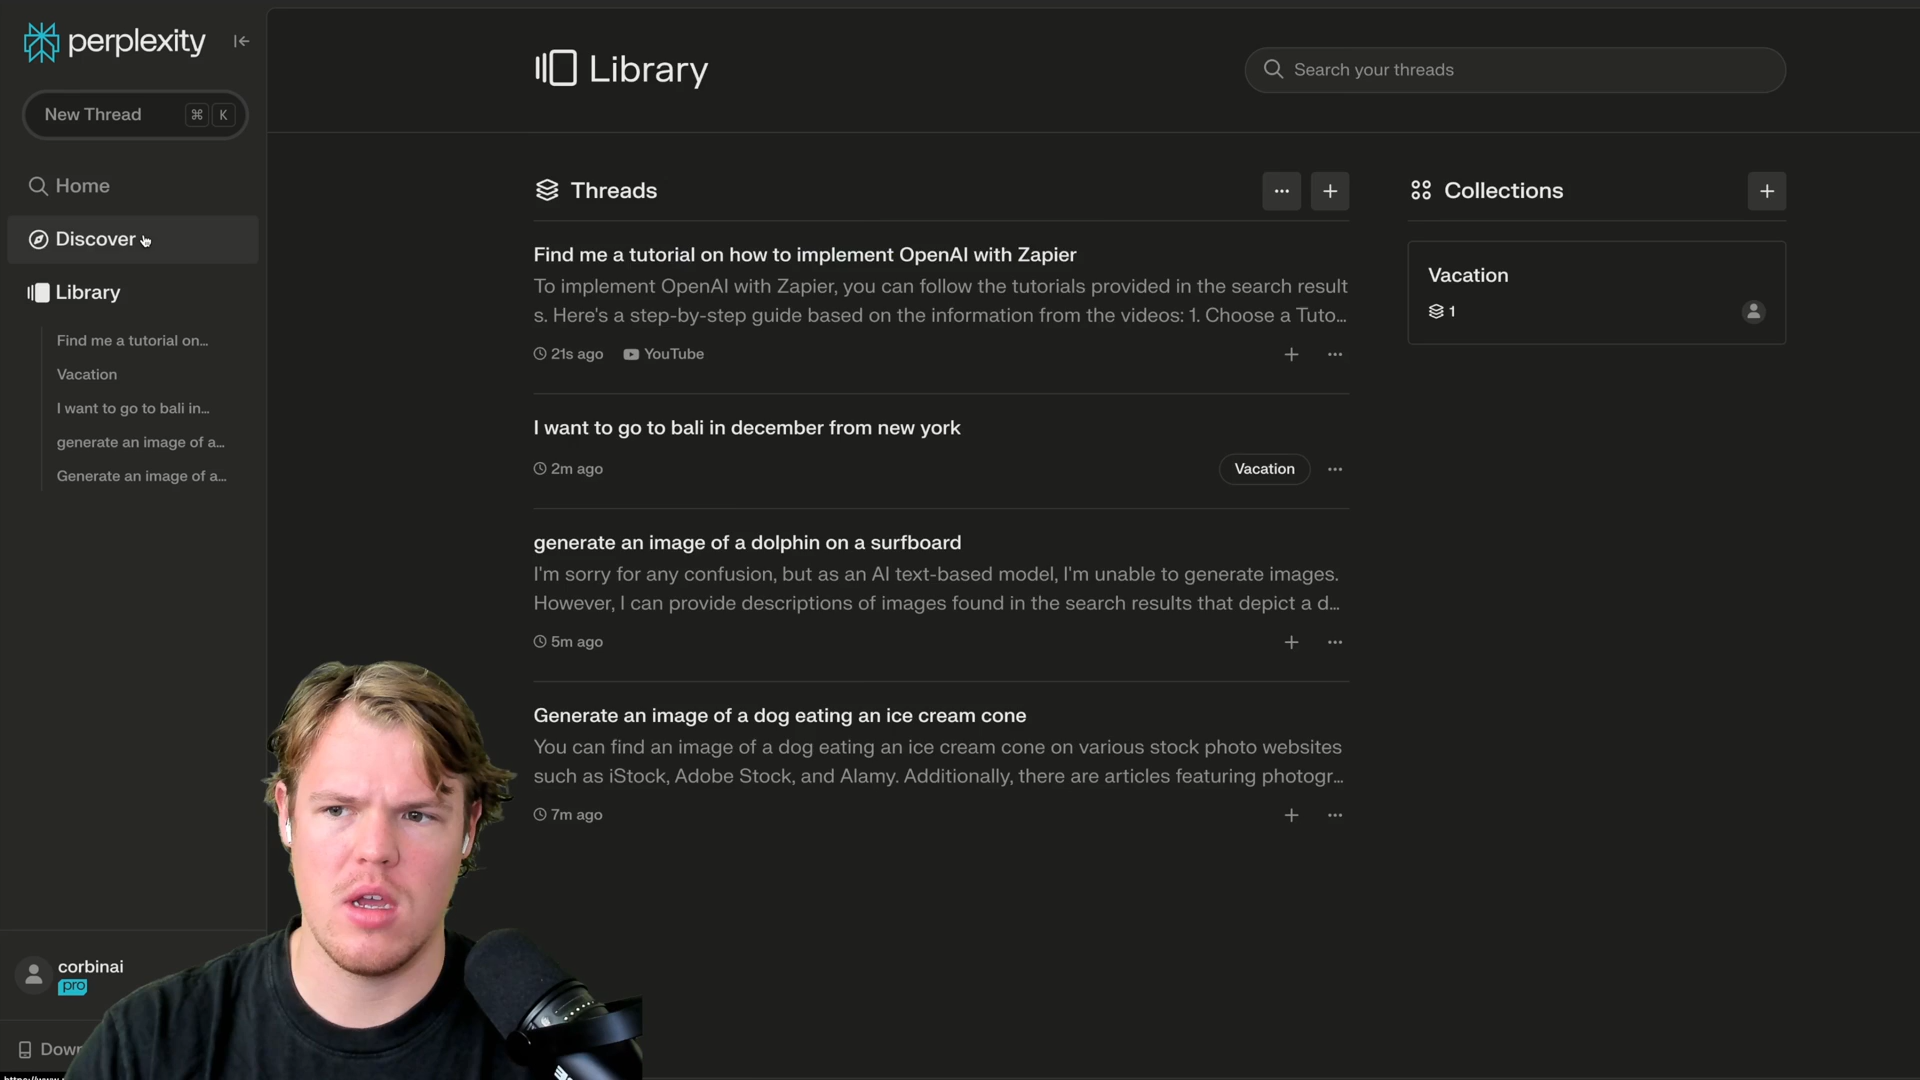 perplexity
New Thread ⌘ K
Home
Discover
Library
Find me a tutorial on...
Vacation
I want to go to bali in...
generate an image of a...
Generate an image of a...
corbinai
pro
Library
Search your threads
Threads
Find me a tutorial on how to implement OpenAI with Zapier
To implement OpenAI with Zapier, you can follow the tutorials provided in the search result
s. Here's a step-by-step guide based on the information from the videos: 1. Choose a Tuto...
21s ago YouTube
I want to go to bali in december from new york
2m ago Vacation
generate an image of a dolphin on a surfboard
I'm sorry for any confusion, but as an AI text-based model, I'm unable to generate images.
However, I can provide descriptions of images found in the search results that depict a d...
5m ago
Generate an image of a dog eating an ice cream cone
You can find an image of a dog eating an ice cream cone on various stock photo websites
such as iStock, Adobe Stock, and Alamy. Additionally, there are articles featuring photogr...
7m ago
Collections
Vacation
1